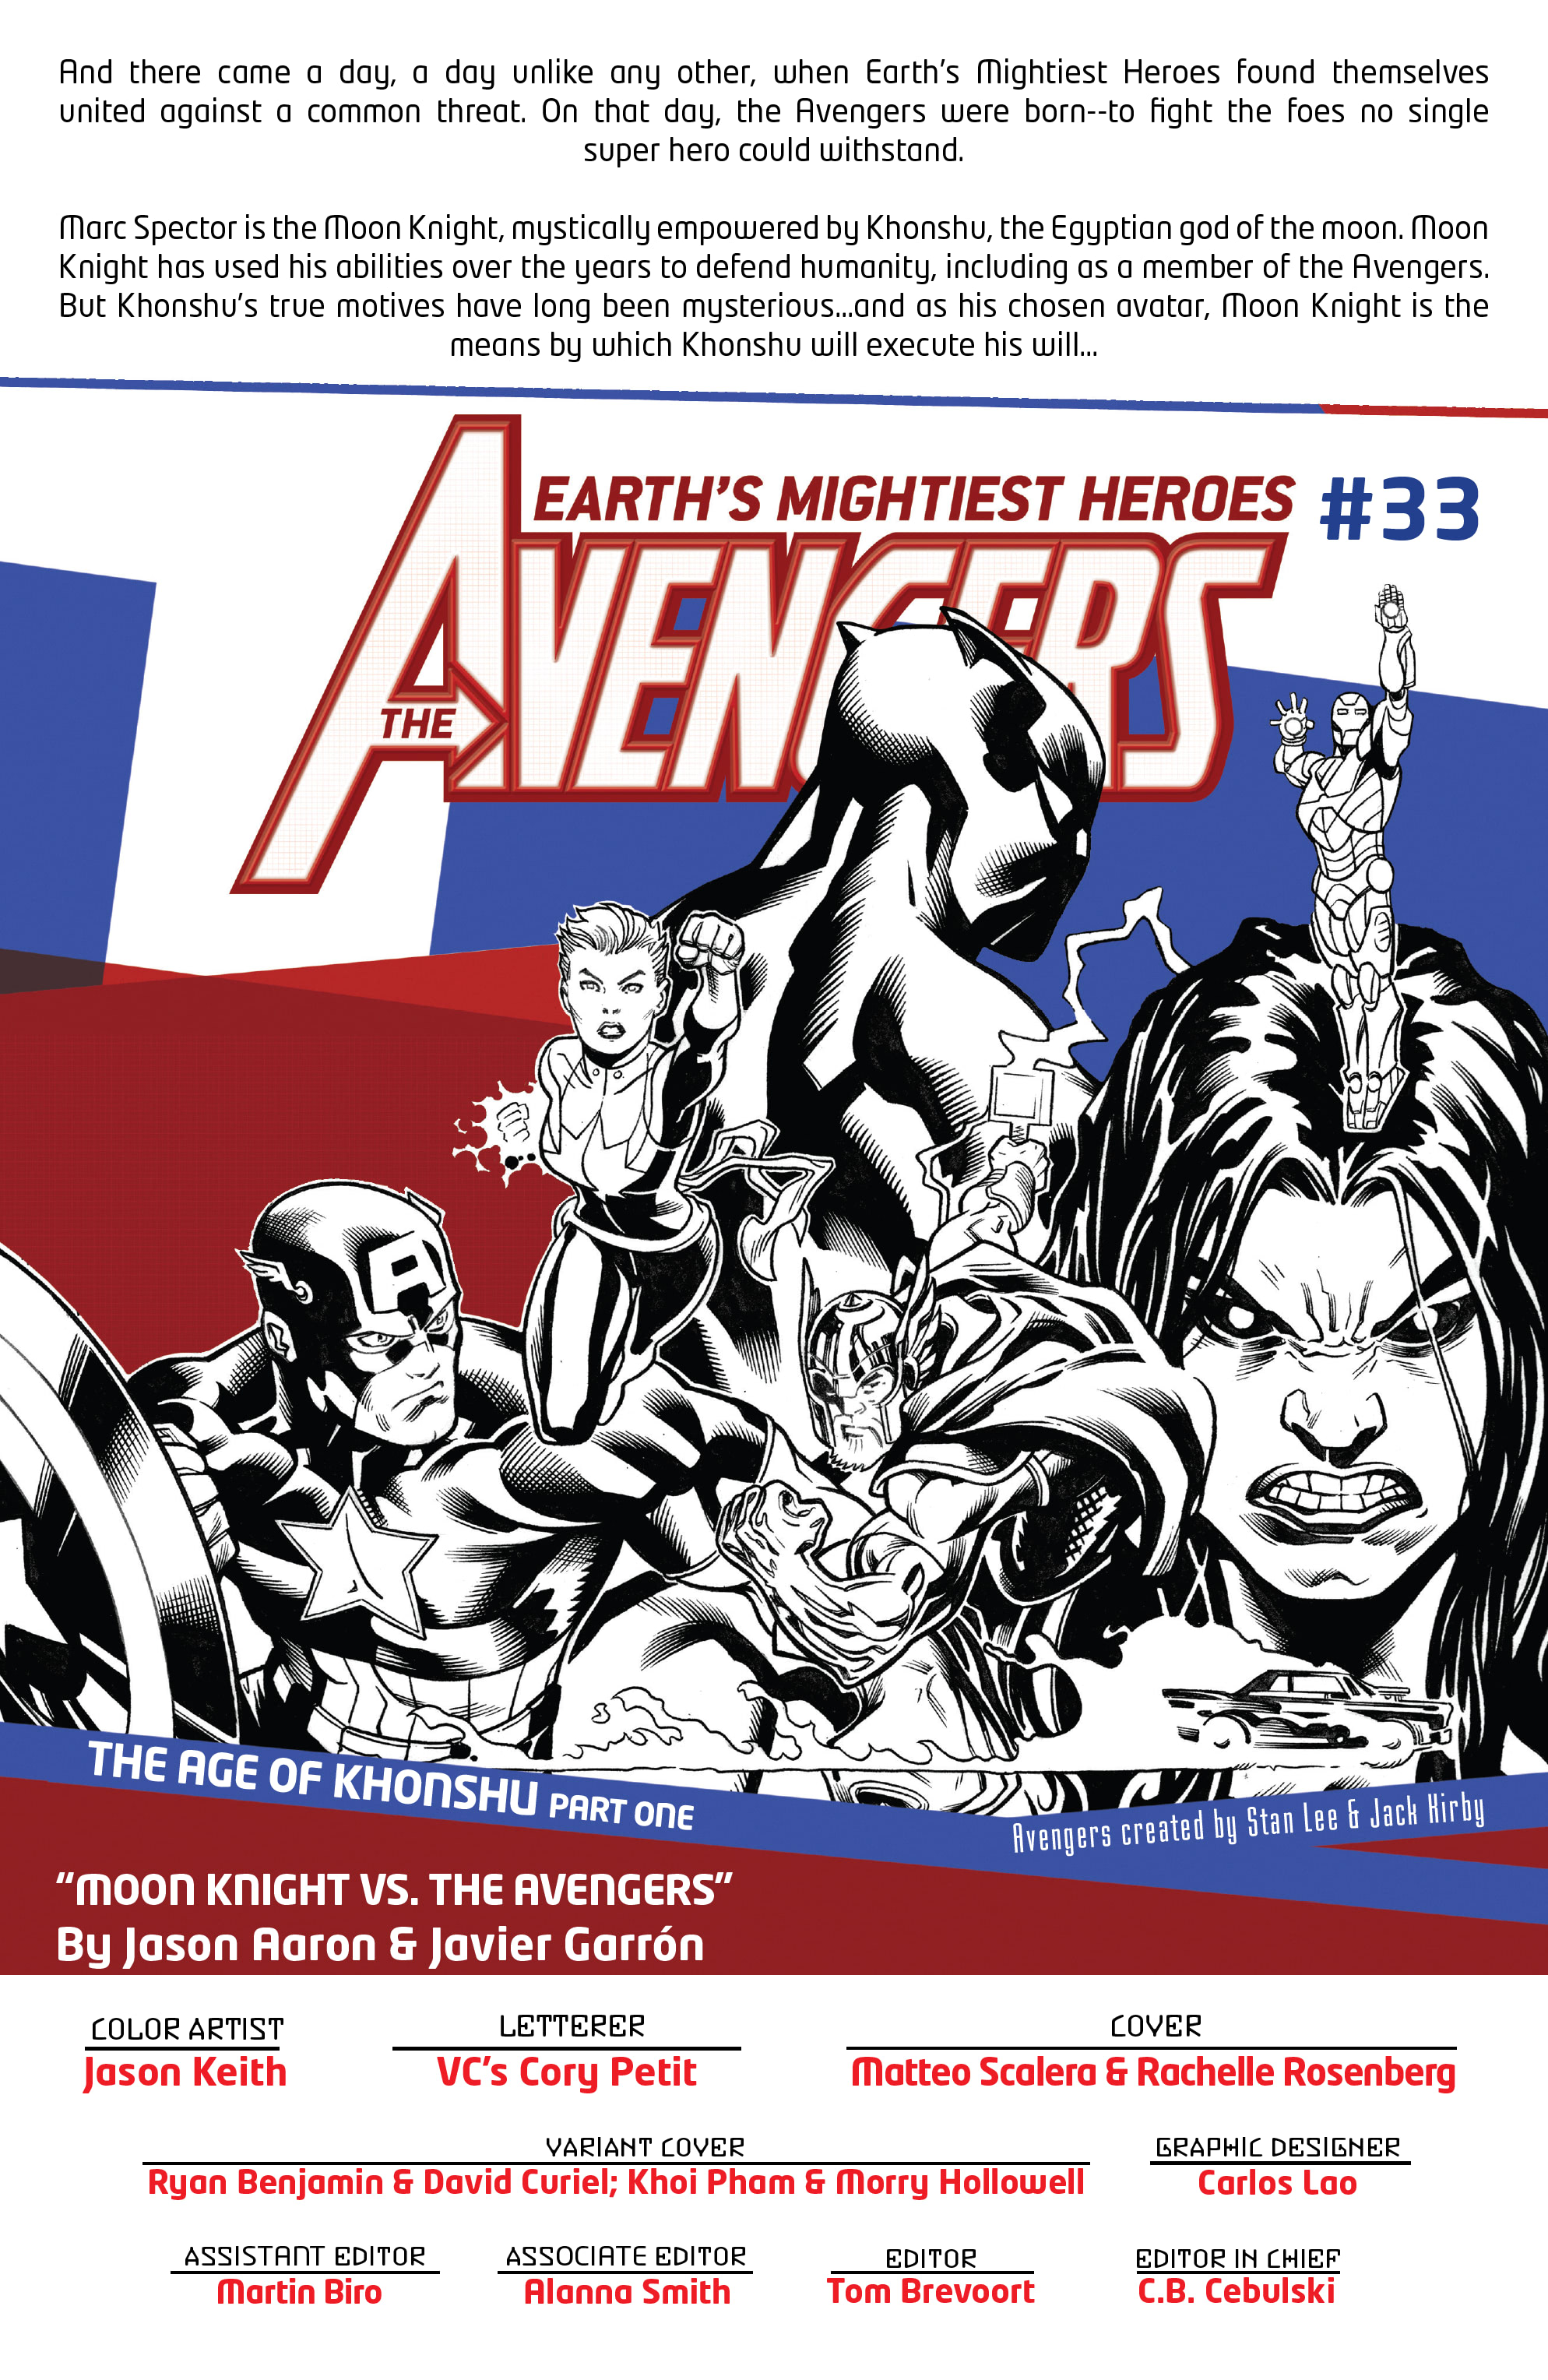 And there came a day, a day unlike any other, when Earth's Mightiest Heroes found themselves
united against a common threat. On that day, the Avengers were born--to fight the foes no single
super hero could withstand.
Marc Spector is the Moon Knight, mystically empowered by Khonshu, the Egyptian god of the moon. Moon
Knight has used his abilities over the years to defend humanity, including as a member of the Avengers.
But Khonshu's true motives have long been mysterious...and as his chosen avatar, Moon Knight is the
means by which Khonshu will execute his will...
EARTH'S MIGHTIEST HEROES #33
THE AVENGERS
A
THE AGE OF KHONSHU PART ONE
Avengers created by Stan Lee & Jack Kirby
"MOON KNIGHT VS. THE AVENGERS"
By Jason Aaron & Javier Garrón
COLOR ARTIST
Jason Keith
LETTERER
VC's Cory Petit
COVER
Matteo Scalera & Rachelle Rosenberg
VARIANT COVER
Ryan Benjamin & David Curiel; Khoi Pham & Morry Hollowell
GRAPHIC DESIGNER
Carlos Lao
ASSISTANT EDITOR
Martin Biro
ASSOCIATE EDITOR
Alanna Smith
EDITOR
Tom Brevoort
EDITOR IN CHIEF
C.B. Cebulski